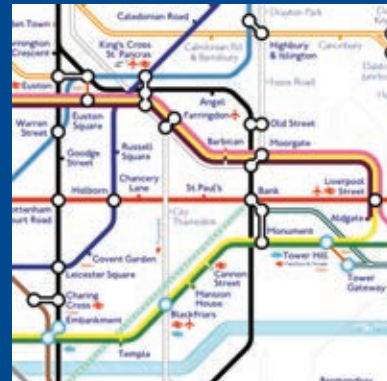 Caledonian Road
Drayton Park
King's Cross
St. Pancras
Caledonian Rd
& Barnsbury
Highbury
& Islington
Canonbury
Crescent
Euston
Essex Road
Angel
Farringdon
Old Street
Warren
Street
Euston
Square
Russell
Square
Barbican
Moorgate
Goodge
Street
Chancery
Lane
Holborn
St. Paul's
Bank
Liverpool
Street
City
Thameslink
Aldgate
Monument
Covent Garden
Leicester Square
Cannon
Street
Tower Hill
Tower
Gateway
Mansion
House
Charing
Cross
Blackfriars
Embankment
Temple